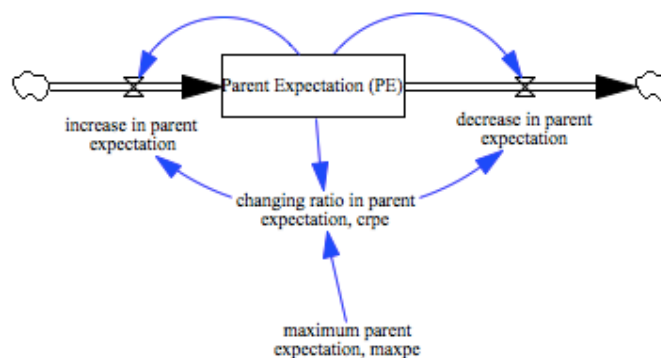 Parent Expectation (PE)
increase in parent
expectation
decrease in parent
expectation
changing ratio in parent
expectation, crpe
maximum parent
expectation, maxpe